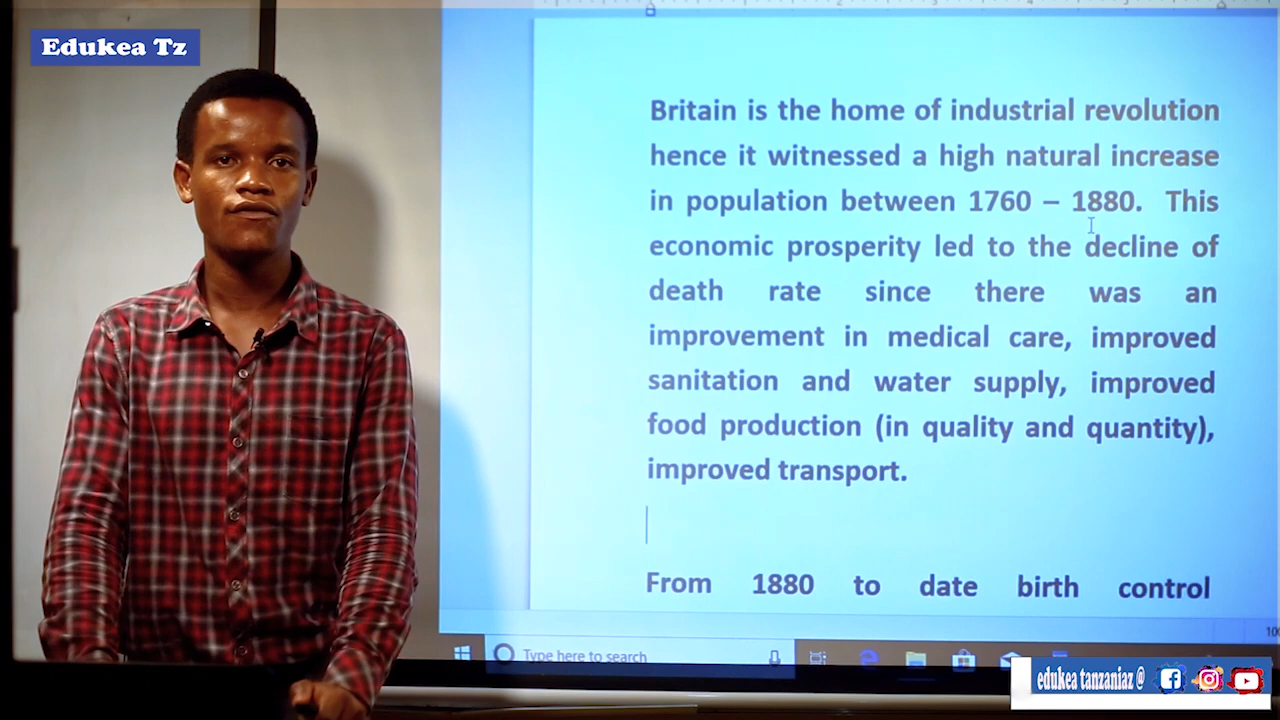 Edukea Tz
Britain is the home of industrial revolution
hence it witnessed a high natural increase
in population between 1760 – 1880. This
economic prosperity led to the decline of
death rate since there was an
improvement in medical care, improved
sanitation and water supply, improved
food production (in quality and quantity),
improved transport.
From 1880 to date birth control
Type here to search
edukea tanzaniaz @